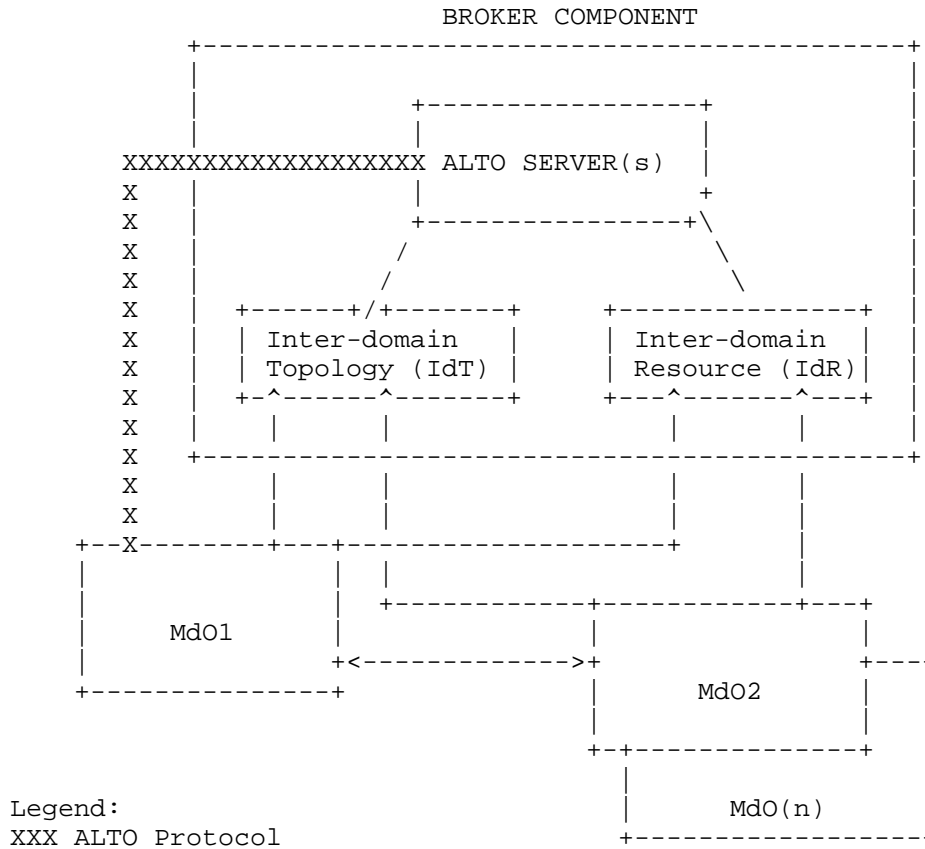 BROKER COMPONENT
ALTO SERVER(s)
Inter-domain
Topology (IdT)
Inter-domain
Resource (IdR)
MdO1
MdO2
MdO(n)
Legend:
XXX ALTO Protocol